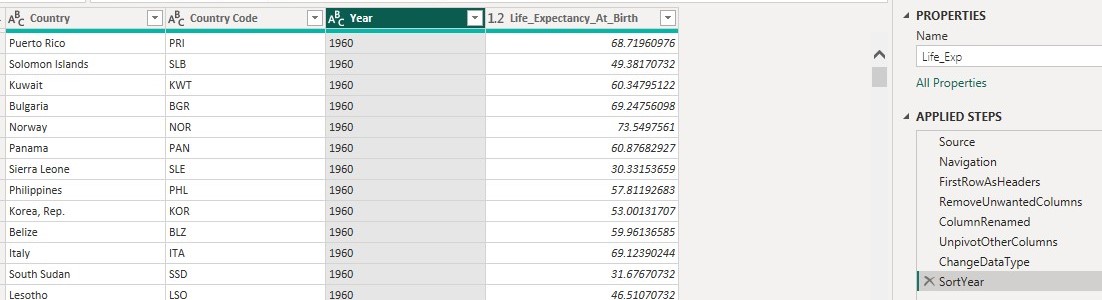 ABC Country ABC Country Code ABC Year 1.2 Life_Expectancy_At_Birth
Puerto Rico PRI 1960 68.71960976
Solomon Islands SLB 1960 49.38170732
Kuwait KWT 1960 60.34795122
Bulgaria BGR 1960 69.24756098
Norway NOR 1960 73.5497561
Panama PAN 1960 60.87682927
Sierra Leone SLE 1960 30.33153659
Philippines PHL 1960 57.81192683
Korea, Rep. KOR 1960 53.00131707
Belize BLZ 1960 59.96136585
Italy ITA 1960 69.12390244
South Sudan SSD 1960 31.67670732
Lesotho LSO 1960 46.51070732
PROPERTIES
Name
Life_Exp
All Properties
APPLIED STEPS
Source
Navigation
FirstRowAsHeaders
RemoveUnwantedColumns
ColumnRenamed
UnpivotOtherColumns
ChangeDataType
SortYear